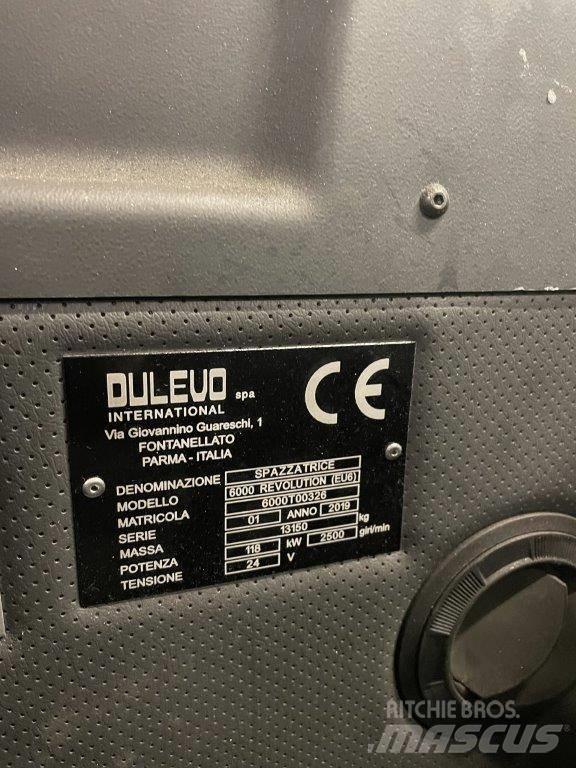 DULEVO spa
INTERNATIONAL
Via Giovannino Guareschi, 1
FONTANELLATO
PARMA - ITALIA
CE
DENOMINAZIONE SPAZZATRICE
MODELLO 6000 REVOLUTION (EU6)
MATRICOLA 6000T00326
SERIE 01 ANNO 2019
MASSA 13150 kg
POTENZA 118 kW 2500 giri/min
TENSIONE 24 V
RITCHIE BROS.
MASCUS